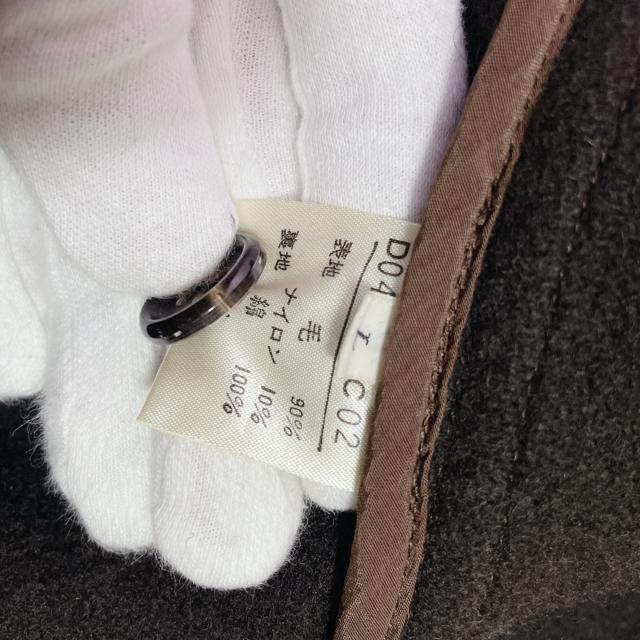 D04 I C02
表地 毛 90%
ナイロン 10%
裏地 綿 100%